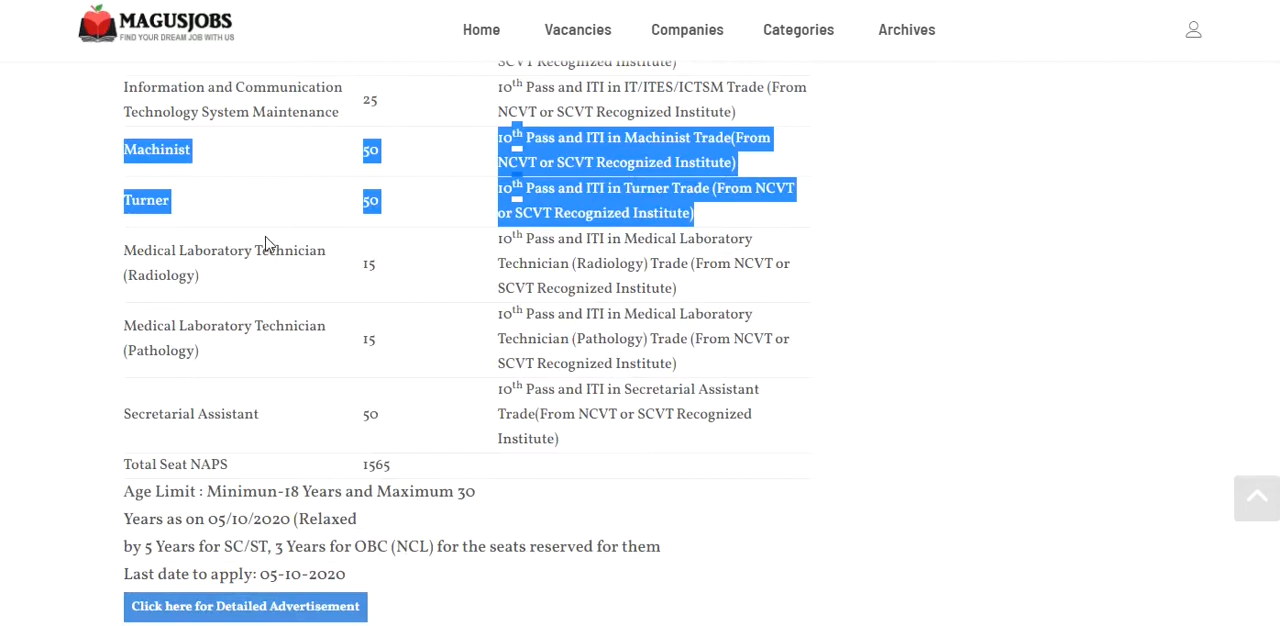 MAGUSJOBS
FIND YOUR DREAM JOB WITH US
Home Vacancies Companies Categories Archives
SCVT Recognized Institute)
Information and Communication
Technology System Maintenance
25
10th Pass and ITI in IT/ITES/ICTSM Trade (From
NCVT or SCVT Recognized Institute)
Machinist
50
10th Pass and ITI in Machinist Trade(From
NCVT or SCVT Recognized Institute)
Turner
50
10th Pass and ITI in Turner Trade (From NCVT
or SCVT Recognized Institute)
Medical Laboratory Technician
(Radiology)
15
10th Pass and ITI in Medical Laboratory
Technician (Radiology) Trade (From NCVT or
SCVT Recognized Institute)
Medical Laboratory Technician
(Pathology)
15
10th Pass and ITI in Medical Laboratory
Technician (Pathology) Trade (From NCVT or
SCVT Recognized Institute)
Secretarial Assistant
50
10th Pass and ITI in Secretarial Assistant
Trade(From NCVT or SCVT Recognized
Institute)
Total Seat NAPS
1565
Age Limit : Minimun-18 Years and Maximum 30
Years as on 05/10/2020 (Relaxed
by 5 Years for SC/ST, 3 Years for OBC (NCL) for the seats reserved for them
Last date to apply: 05-10-2020
Click here for Detailed Advertisement